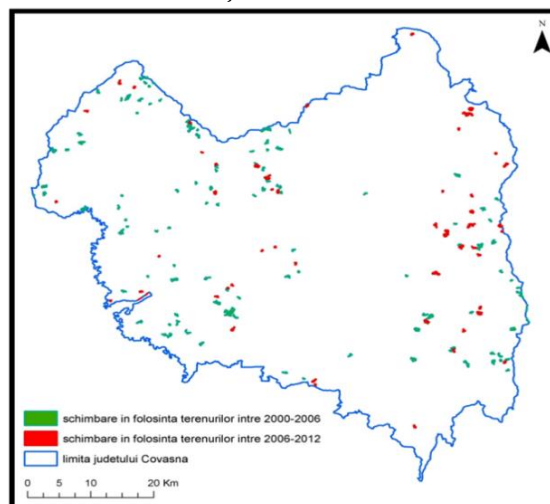 N
schimbare in folosinta terenurilor intre 2000-2006
schimbare in folosinta terenurilor intre 2006-2012
limita judetului Covasna
0 5 10 20 Km